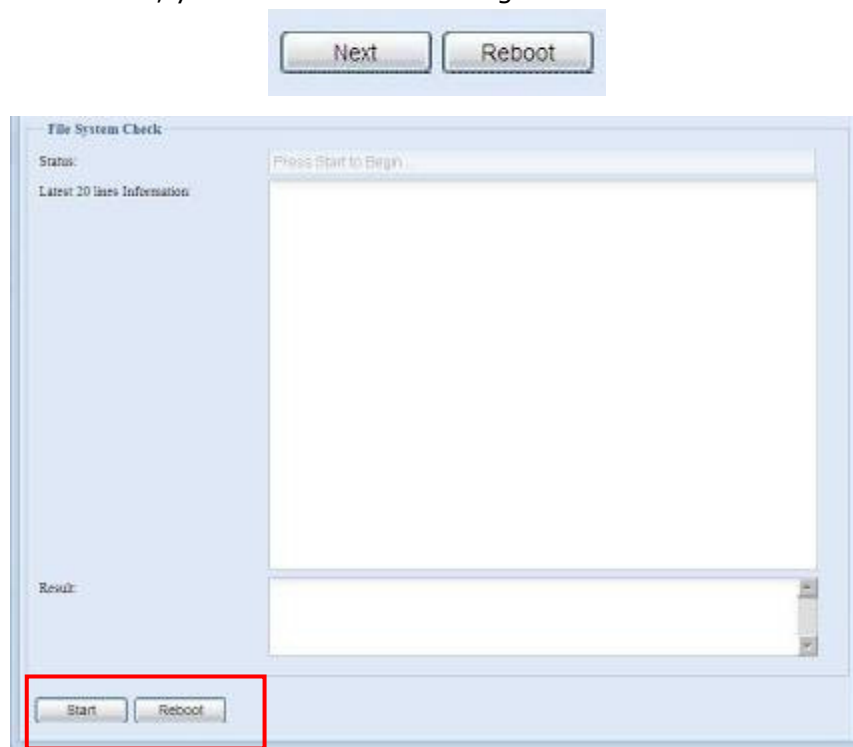 Next Reboot
File System Check
Status: Press Start to Begin...
Latest 20 lines Information:
Result:
Start Reboot